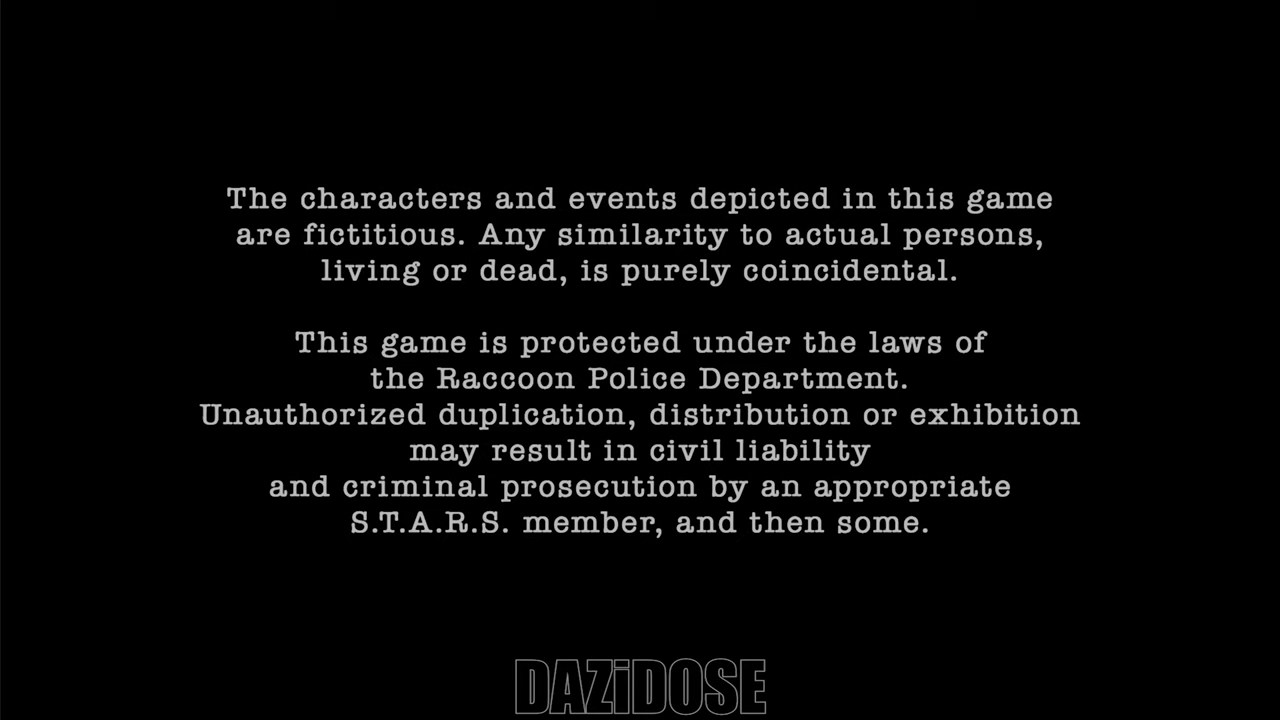 The characters and events depicted in this game
are fictitious. Any similarity to actual persons,
living or dead, is purely coincidental.
This game is protected under the laws of
the Raccoon Police Department.
Unauthorized duplication, distribution or exhibition
may result in civil liability
and criminal prosecution by an appropriate
S.T.A.R.S. member, and then some.
DAZiDOSE